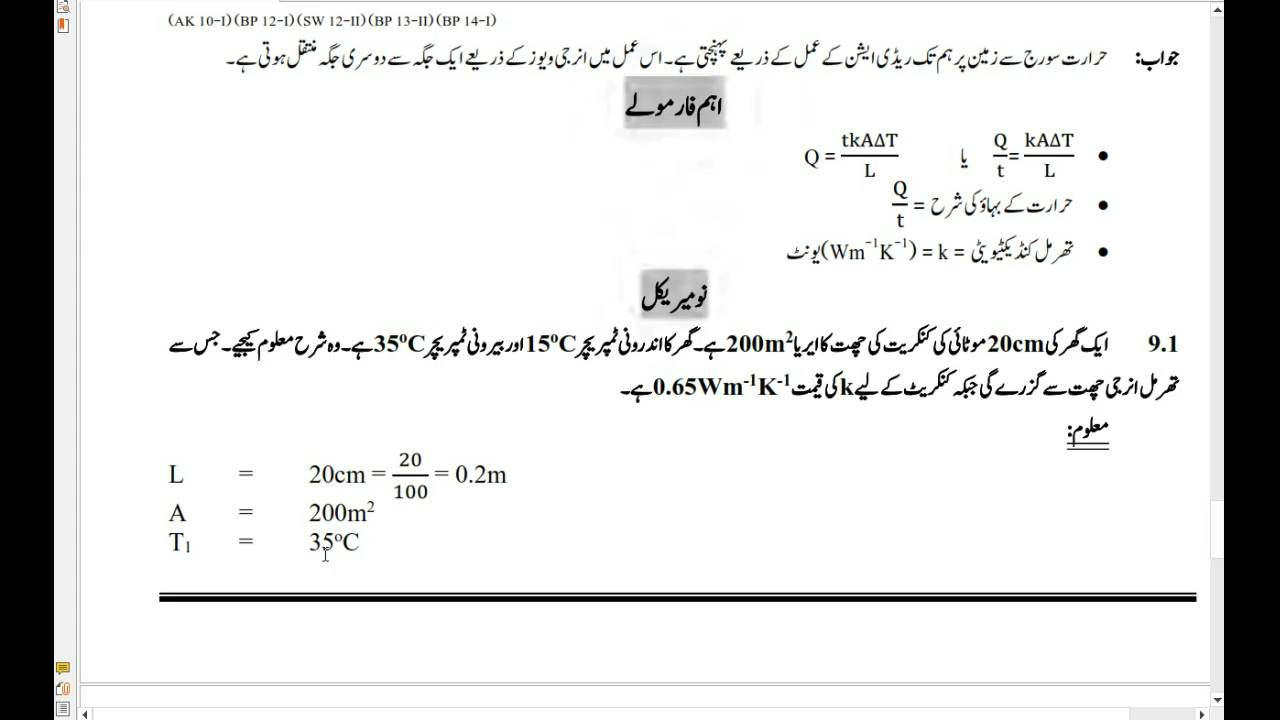 (AK 10-I)(BP 12-I)(SW 12-II)(BP 13-II)(BP 14-I)
جواب: حرارت سورج سے زمین پر ہم تک ریڈی ایشن کے عمل کے ذریعے پہنچتی ہے۔ اس عمل میں انرجی ویوز کے ذریعے ایک جگہ سے دوسری جگہ منتقل ہوتی ہے۔
اہم فارمولے
• Q/t = kAΔT/L یا Q = tkAΔT/L
• حرارت کے بہاؤ کی شرح = Q/t
• تھرمل کنڈیکٹیویٹی = k = (Wm⁻¹K⁻¹) یونٹ
نومیریکل
9.1 ایک گھر کی 20cm موٹائی کی کنکریت کی چھت کا ایریا 200m² ہے۔ گھر کا اندرونی ٹمپریچر 15°C اور بیرونی ٹمپریچر 35°C ہے۔ وہ شرح معلوم کیجیے۔ جس سے
تھرمل انرجی چھت سے گزرے گی جبکہ کنکریٹ کے لیے k کی قیمت 0.65Wm⁻¹K⁻¹ ہے۔
معلوم:
L = 20cm = 20/100 = 0.2m
A = 200m²
T₁ = 35°C